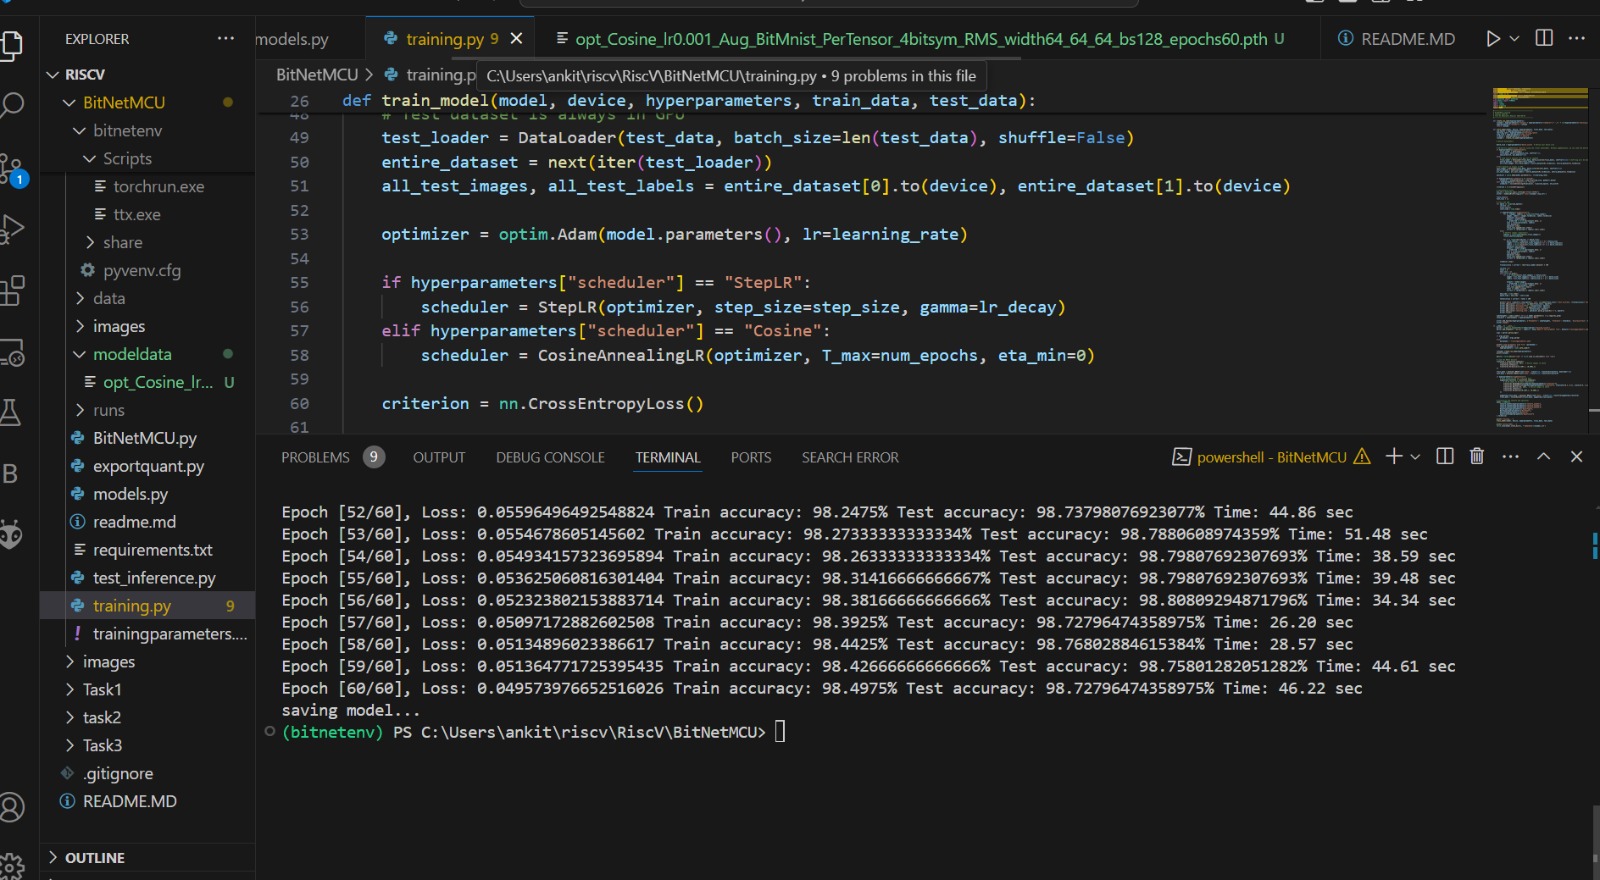 EXPLORER
RISCV
BitNetMCU
bitnetenv
Scripts
torchrun.exe
ttx.exe
share
pyvenv.cfg
data
images
modeldata
opt_Cosine_lr... U
runs
BitNetMCU.py
exportquant.py
models.py
readme.md
requirements.txt
test_inference.py
training.py 9
trainingparameters....
images
Task1
task2
Task3
.gitignore
README.MD
OUTLINE
1
models.py
training.py 9
opt_Cosine_lr0.001_Aug_BitMnist_PerTensor_4bitsym_RMS_width64_64_64_bs128_epochs60.pth U
README.MD
BitNetMCU > training.p
C:\Users\ankit\riscv\RiscV\BitNetMCU\training.py • 9 problems in this file
26 def train_model(model, device, hyperparameters, train_data, test_data):
48 # Test dataset is always in GPU
49 test_loader = DataLoader(test_data, batch_size=len(test_data), shuffle=False)
50 entire_dataset = next(iter(test_loader))
51 all_test_images, all_test_labels = entire_dataset[0].to(device), entire_dataset[1].to(device)
52
53 optimizer = optim.Adam(model.parameters(), lr=learning_rate)
54
55 if hyperparameters["scheduler"] == "StepLR":
56 scheduler = StepLR(optimizer, step_size=step_size, gamma=lr_decay)
57 elif hyperparameters["scheduler"] == "Cosine":
58 scheduler = CosineAnnealingLR(optimizer, T_max=num_epochs, eta_min=0)
59
60 criterion = nn.CrossEntropyLoss()
61
PROBLEMS 9 OUTPUT DEBUG CONSOLE TERMINAL PORTS SEARCH ERROR
powershell - BitNetMCU
Epoch [52/60], Loss: 0.05596496492548824 Train accuracy: 98.2475% Test accuracy: 98.73798076923077% Time: 44.86 sec
Epoch [53/60], Loss: 0.0554678605145602 Train accuracy: 98.27333333333334% Test accuracy: 98.7880608974359% Time: 51.48 sec
Epoch [54/60], Loss: 0.054934157323695894 Train accuracy: 98.26333333333334% Test accuracy: 98.79807692307693% Time: 38.59 sec
Epoch [55/60], Loss: 0.053625060816301404 Train accuracy: 98.31416666666667% Test accuracy: 98.79807692307693% Time: 39.48 sec
Epoch [56/60], Loss: 0.052323802153883714 Train accuracy: 98.38166666666666% Test accuracy: 98.80809294871796% Time: 34.34 sec
Epoch [57/60], Loss: 0.05097172882602508 Train accuracy: 98.3925% Test accuracy: 98.72796474358975% Time: 26.20 sec
Epoch [58/60], Loss: 0.05134896023386617 Train accuracy: 98.4425% Test accuracy: 98.76802884615384% Time: 28.57 sec
Epoch [59/60], Loss: 0.051364771725395435 Train accuracy: 98.42666666666666% Test accuracy: 98.75801282051282% Time: 44.61 sec
Epoch [60/60], Loss: 0.049573976652516026 Train accuracy: 98.4975% Test accuracy: 98.72796474358975% Time: 46.22 sec
saving model...
(bitnetenv) PS C:\Users\ankit\riscv\RiscV\BitNetMCU>